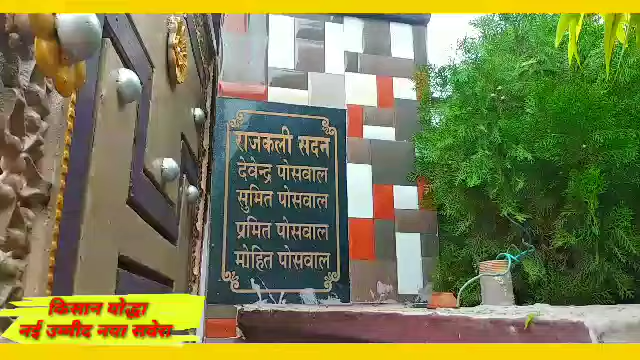 राजकली सदन
देवेन्द्र पोसवाल
सुमित पोसवाल
प्रमित पोसवाल
मोहित पोसवाल
किसान योद्धा
नई उम्मीद नया सवेरा